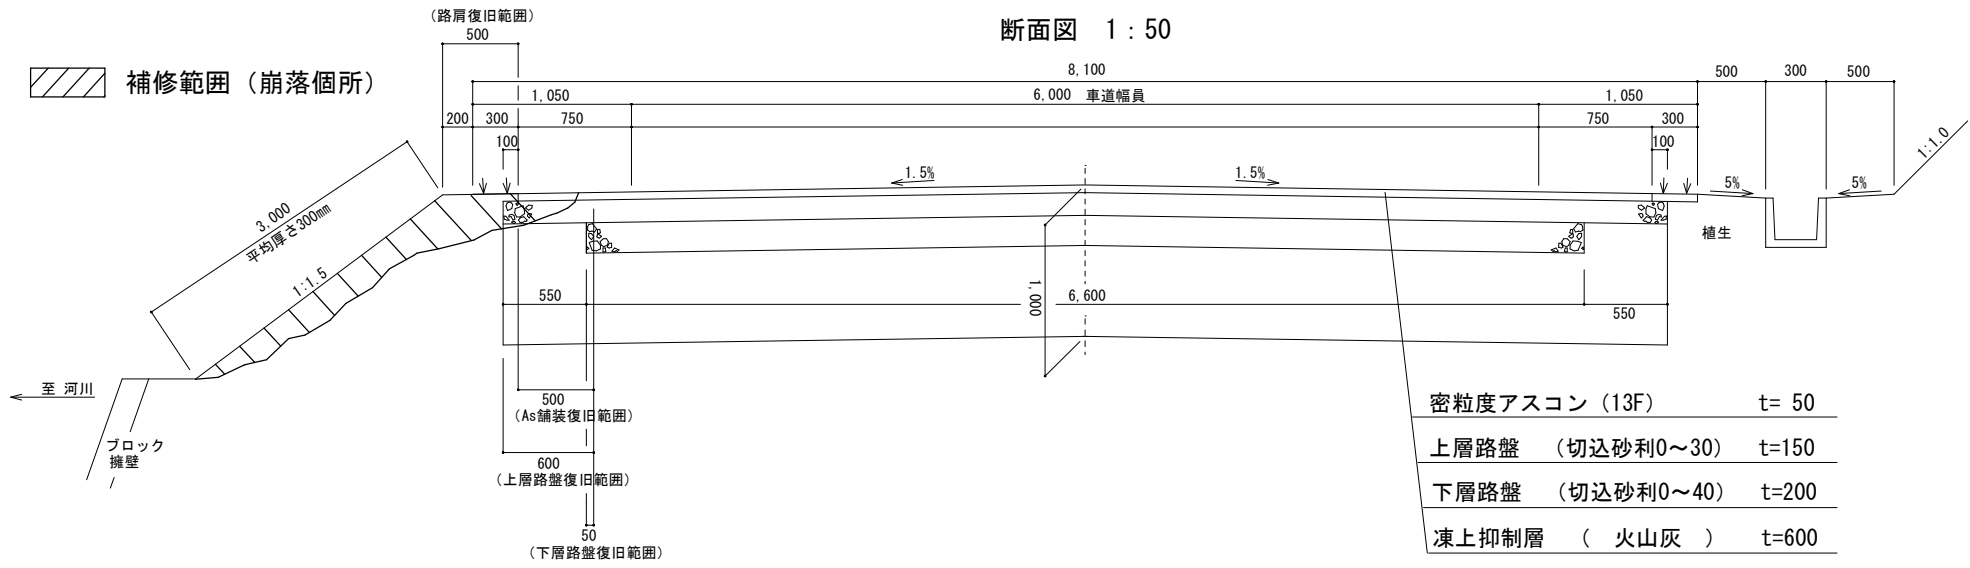 （路肩復旧範囲）
断面図　１：５０
500
補修範囲（崩落個所）
8,100
500
300
500
1,050
6,000　車道幅員
1,050
200
300
750
750
300
100
100
1:1.0
1.5%
1.5%
5%
5%
3,000
平均厚さ300mm
1:1.5
植生
550
1,000
6,600
550
至 河川
500
（As舗装復旧範囲）
ブロック
擁壁
600
（上層路盤復旧範囲）
50
（下層路盤復旧範囲）
密粒度アスコン（13F）　t= 50
上層路盤　（切込砂利0～30）　t=150
下層路盤　（切込砂利0～40）　t=200
凍上抑制層　（　火山灰　）　t=600